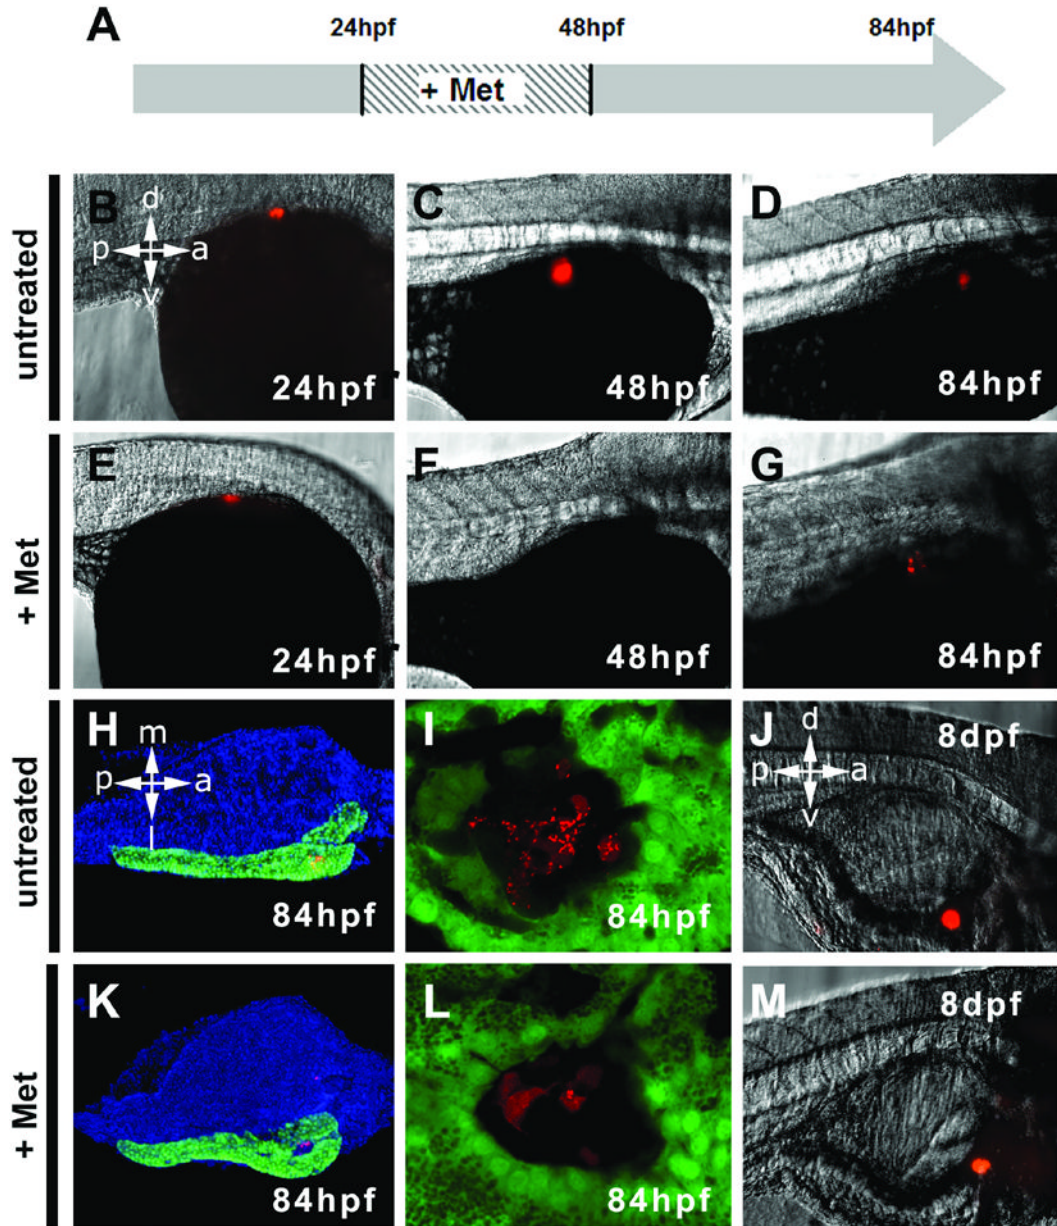 A
24hpf 48hpf 84hpf
+ Met
untreated
B
d
p a
v
24hpf
C
48hpf
D
84hpf
+ Met
E
24hpf
F
48hpf
G
84hpf
untreated
H
m
p a
l
84hpf
I
84hpf
J
8dpf
d
p a
v
+ Met
K
84hpf
L
84hpf
M
8dpf